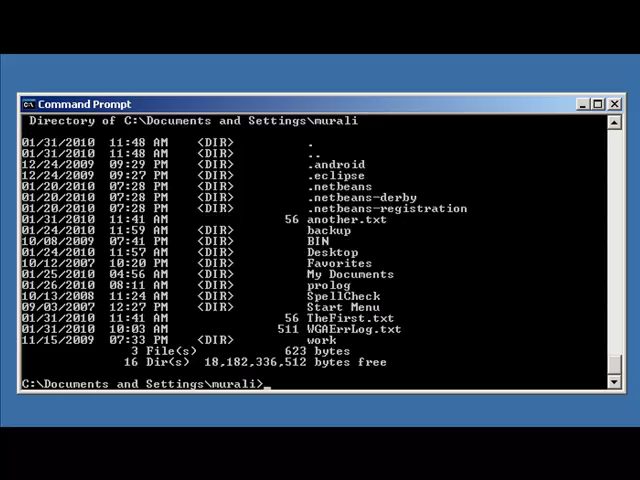 Command Prompt
Directory of C:\Documents and Settings\murali
01/31/2010 11:48 AM <DIR> .
01/31/2010 11:48 AM <DIR> ..
12/24/2009 09:29 PM <DIR> .android
12/24/2009 09:27 PM <DIR> .eclipse
01/20/2010 07:28 PM <DIR> .netbeans
01/20/2010 07:28 PM <DIR> .netbeans-derby
01/20/2010 07:28 PM <DIR> .netbeans-registration
01/31/2010 11:41 AM 56 another.txt
01/24/2010 11:59 AM <DIR> backup
10/08/2009 07:41 PM <DIR> BIN
01/24/2010 11:57 AM <DIR> Desktop
10/12/2007 10:20 PM <DIR> Favorites
01/25/2010 04:56 AM <DIR> My Documents
01/26/2010 08:11 AM <DIR> prolog
10/13/2008 11:24 AM <DIR> SpellCheck
09/03/2007 12:27 PM <DIR> Start Menu
01/31/2010 11:41 AM 56 TheFirst.txt
01/31/2010 10:03 AM 511 WGAErrLog.txt
11/15/2009 07:33 PM <DIR> work
3 File(s) 623 bytes
16 Dir(s) 18,182,336,512 bytes free
C:\Documents and Settings\murali>_